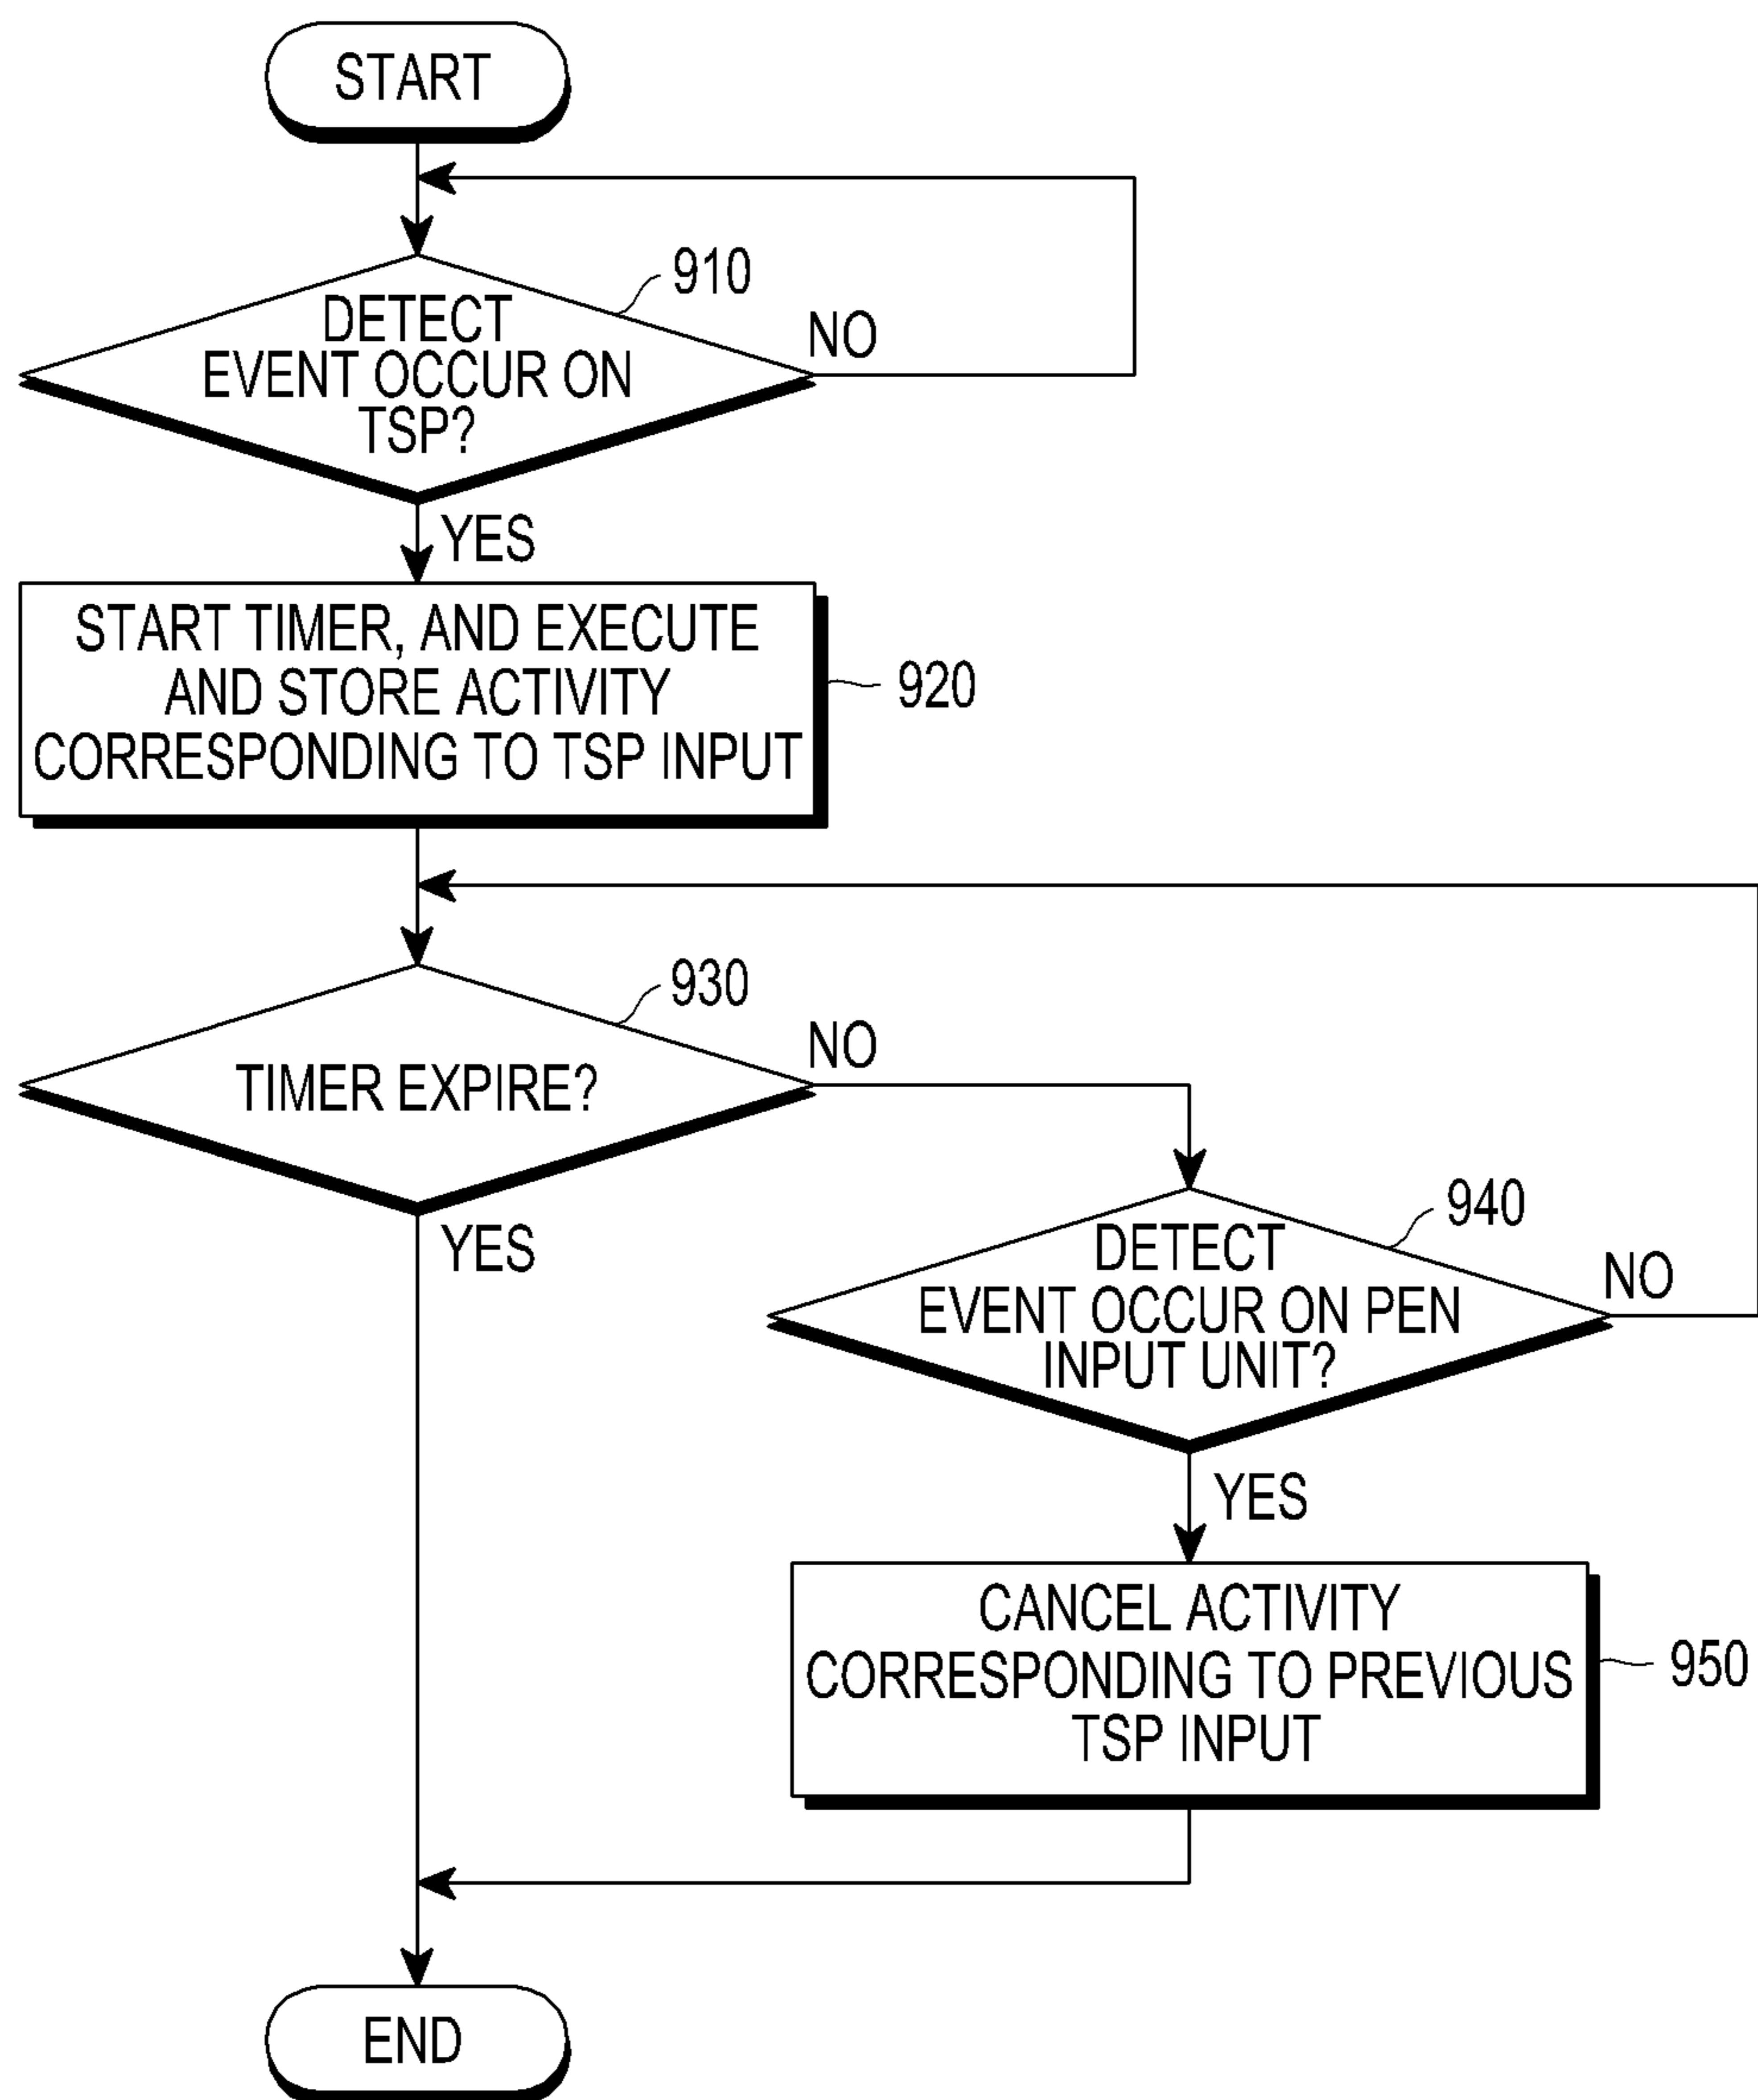 START
910
DETECT
EVENT OCCUR ON
TSP?
NO
YES
START TIMER, AND EXECUTE
AND STORE ACTIVITY
CORRESPONDING TO TSP INPUT
920
930
TIMER EXPIRE?
NO
YES
940
DETECT
EVENT OCCUR ON PEN
INPUT UNIT?
NO
YES
CANCEL ACTIVITY
CORRESPONDING TO PREVIOUS
TSP INPUT
950
END